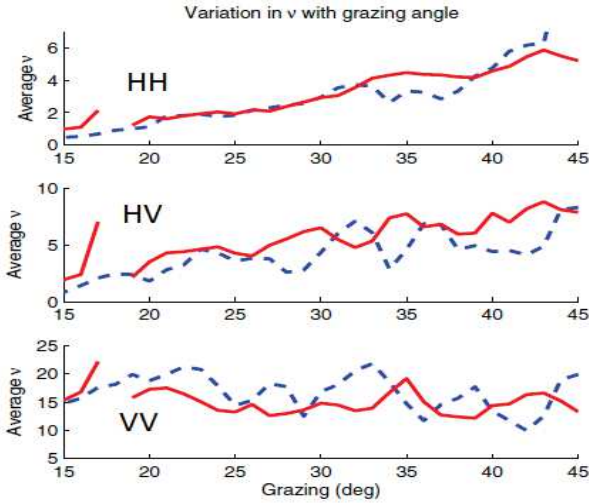 Variation in ν with grazing angle
Average ν
6
4
2
0
HH
15 20 25 30 35 40 45
Average ν
10
5
0
HV
15 20 25 30 35 40 45
Average ν
25
20
15
10
5
VV
15 20 25 30 35 40 45
Grazing (deg)